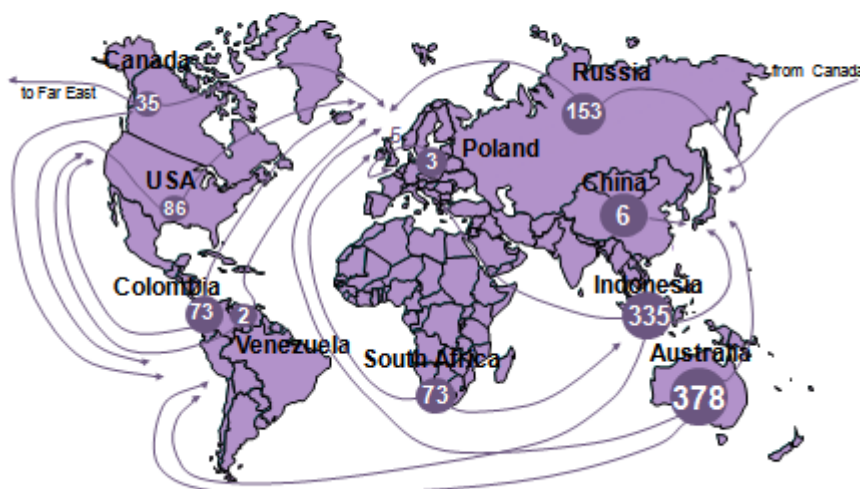 Canada
Russia
from Canada
to Far East
35
153
5
Poland
3
USA
China
86
6
Colombia
Indonesia
73
2
335
Venezuela
South Africa
Australia
73
378